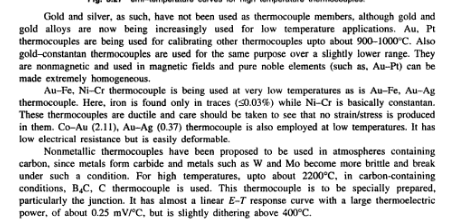 Fig. 5.21 Emf–temperature curves for high temperature thermocouples.
Gold and silver, as such, have not been used as thermocouple members, although gold and
gold alloys are now being increasingly used for low temperature applications. Au, Pt
thermocouples are being used for calibrating other thermocouples upto about 900–1000°C. Also
gold–constantan thermocouples are used for the same purpose over a slightly lower range. They
are nonmagnetic and used in magnetic fields and pure noble elements (such as, Au–Pt) can be
made extremely homogeneous.
Au–Fe, Ni–Cr thermocouple is being used at very low temperatures as is Au–Fe, Au–Ag
thermocouple. Here, iron is found only in traces (≤0.03%) while Ni–Cr is basically constantan.
These thermocouples are ductile and care should be taken to see that no strain/stress is produced
in them. Co–Au (2.11), Au–Ag (0.37) thermocouple is also employed at low temperatures. It has
low electrical resistance but is easily deformable.
Nonmetallic thermocouples have been proposed to be used in atmospheres containing
carbon, since metals form carbide and metals such as W and Mo become more brittle and break
under such a condition. For high temperatures, upto about 2200°C, in carbon-containing
conditions, B₄C, C thermocouple is used. This thermocouple is to be specially prepared,
particularly the junction. It has almost a linear E–T response curve with a large thermoelectric
power, of about 0.25 mV/°C, but is slightly dithering above 400°C.